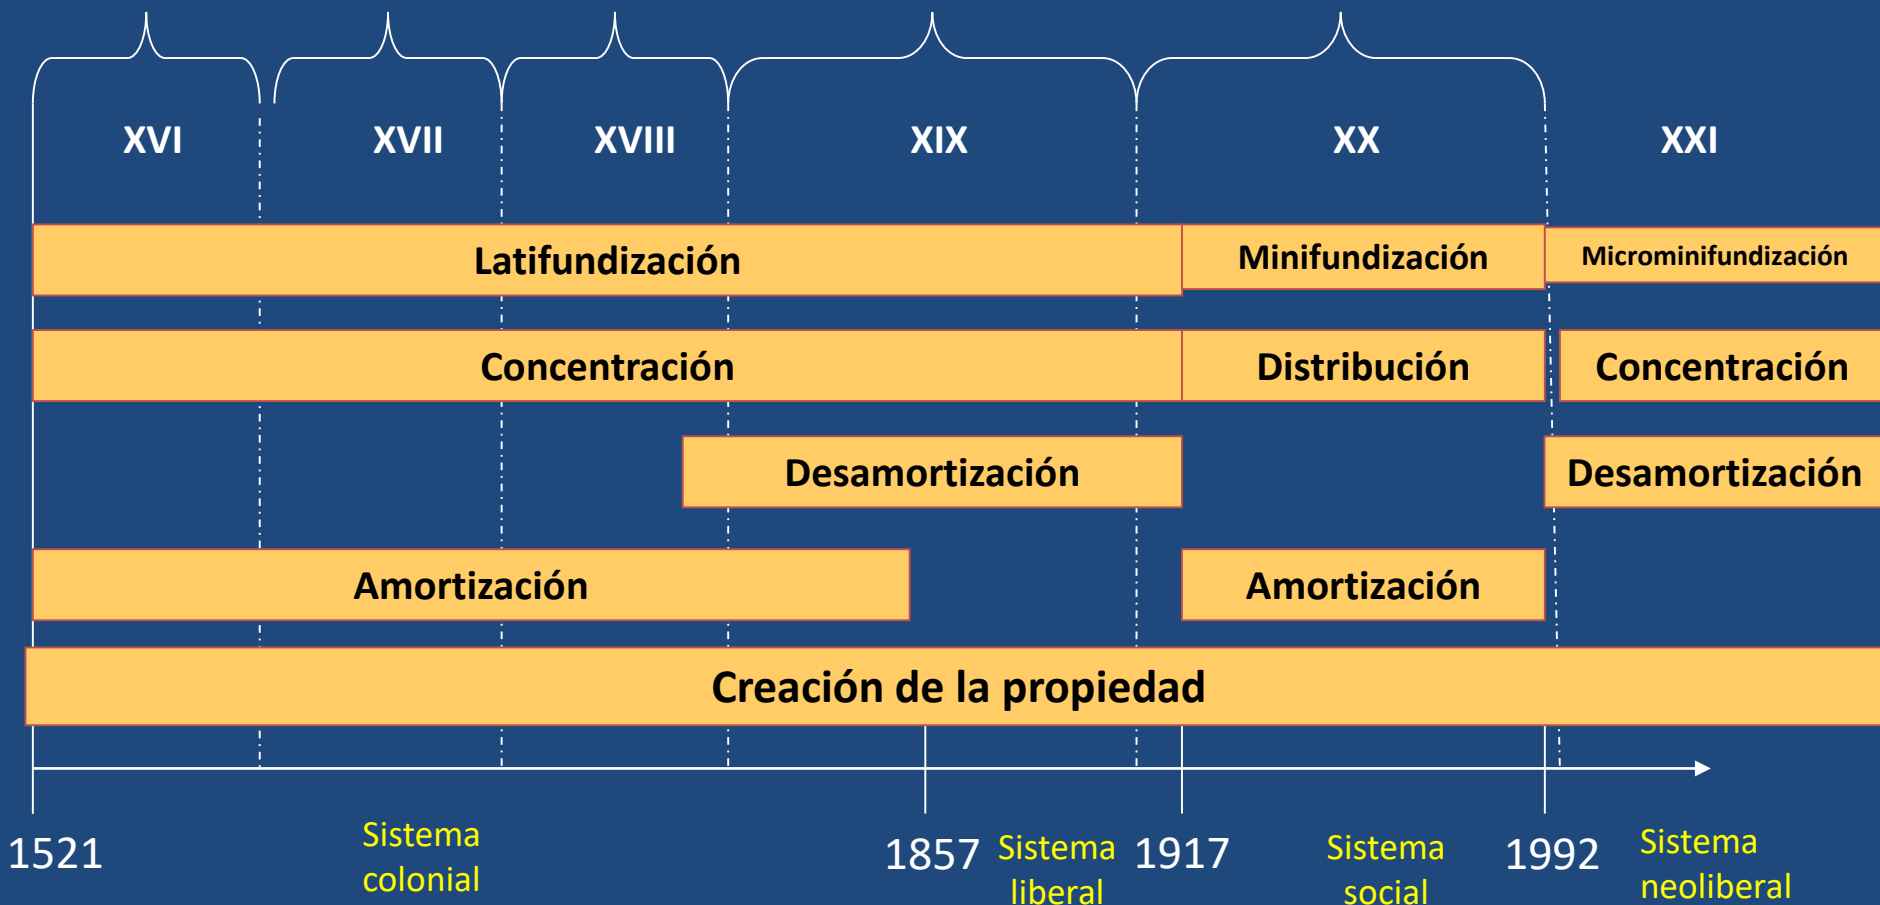 XVI XVII XVIII XIX XX XXI
Latifundización Minifundización Microminifundización
Concentración Distribución Concentración
Desamortización Desamortización
Amortización Amortización
Creación de la propiedad
1521 Sistema colonial 1857 Sistema liberal 1917 Sistema social 1992 Sistema neoliberal